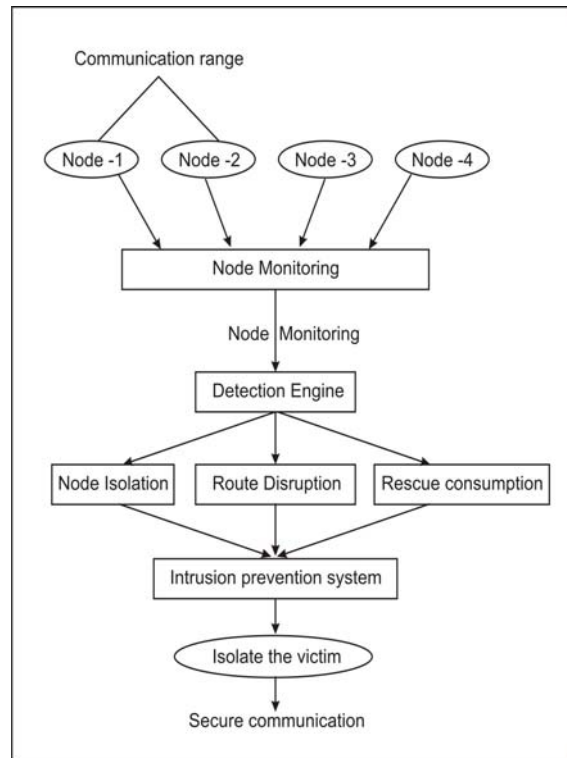 Communication range
Node -1
Node -2
Node -3
Node -4
Node Monitoring
Node Monitoring
Detection Engine
Node Isolation
Route Disruption
Rescue consumption
Intrusion prevention system
Isolate the victim
Secure communication